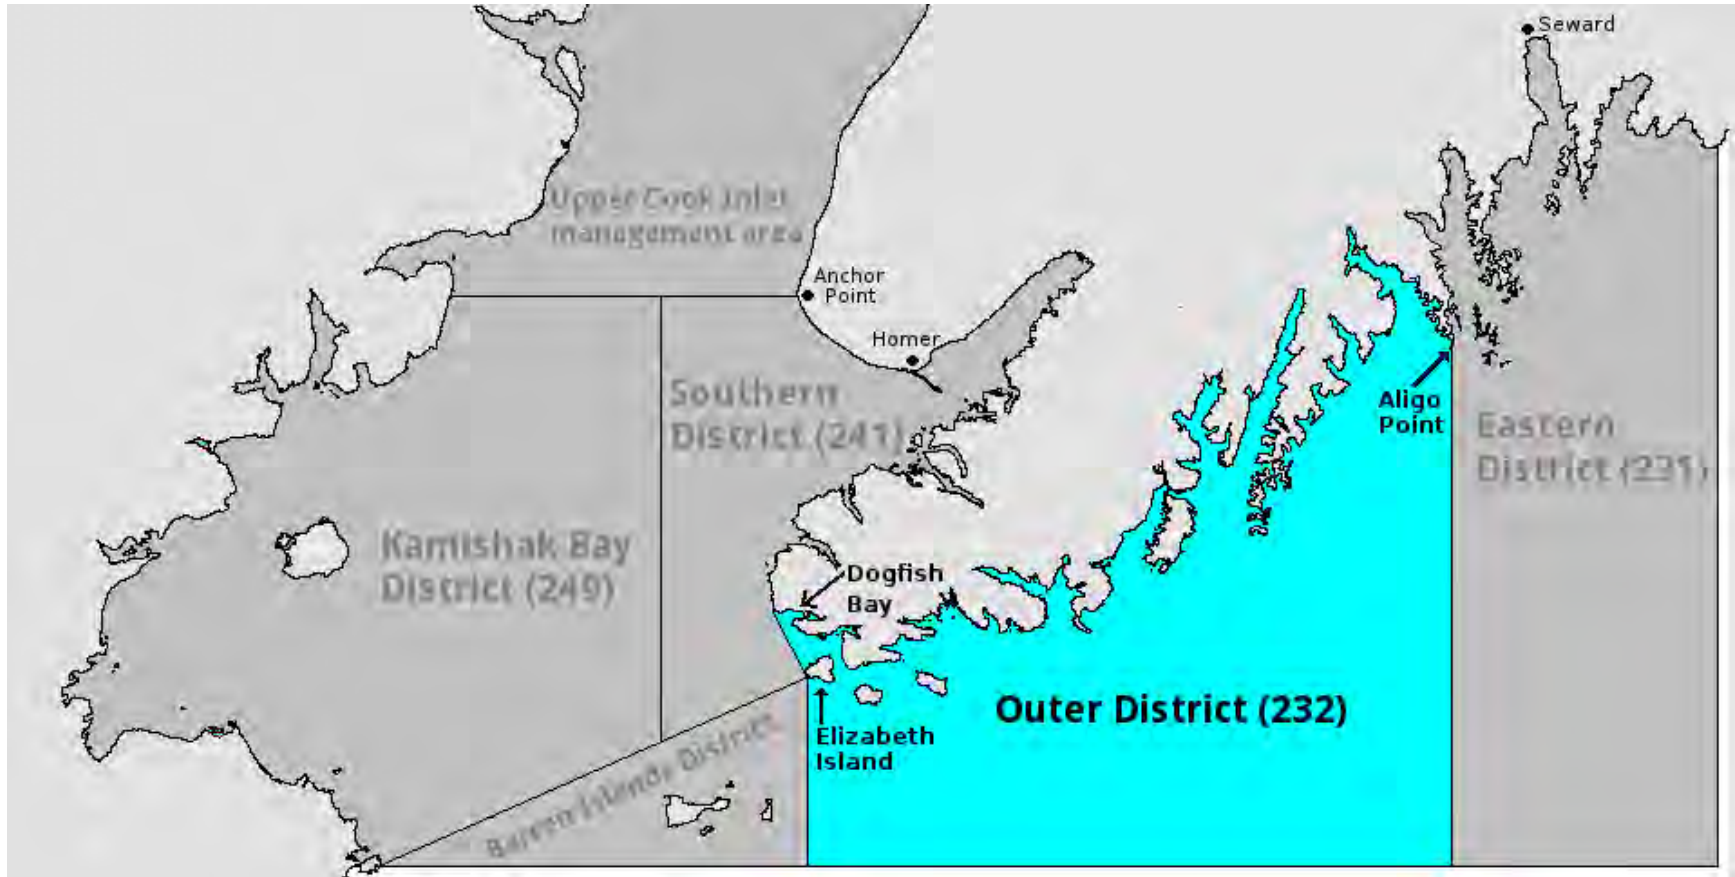 Seward
Upper Cook Inlet
management area
Anchor
Point
Homer
Southern
District (241)
Aligo
Point
Eastern
District (231)
Kamishak Bay
District (249)
Dogfish
Bay
Outer District (232)
Elizabeth
Island
Barren Islands District